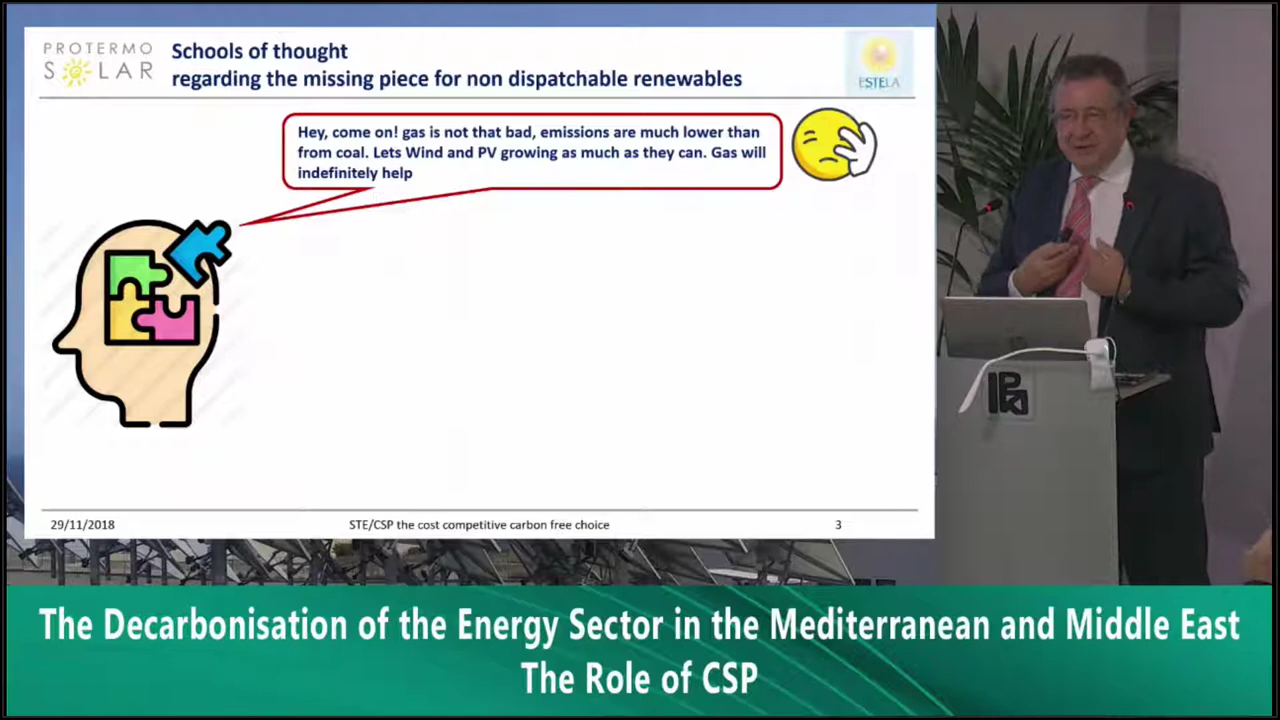 PROTERMO
SOLAR
Schools of thought
regarding the missing piece for non dispatchable renewables
ESTELA
Hey, come on! gas is not that bad, emissions are much lower than
from coal. Lets Wind and PV growing as much as they can. Gas will
indefinitely help
29/11/2018
STE/CSP the cost competitive carbon free choice
3
The Decarbonisation of the Energy Sector in the Mediterranean and Middle East
The Role of CSP